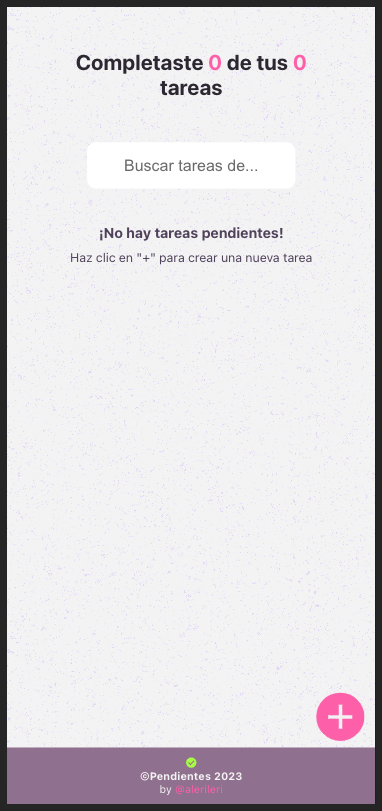 Completaste 0 de tus 0
tareas
Buscar tareas de...
¡No hay tareas pendientes!
Haz clic en "+" para crear una nueva tarea
©Pendientes 2023
by @alerileri